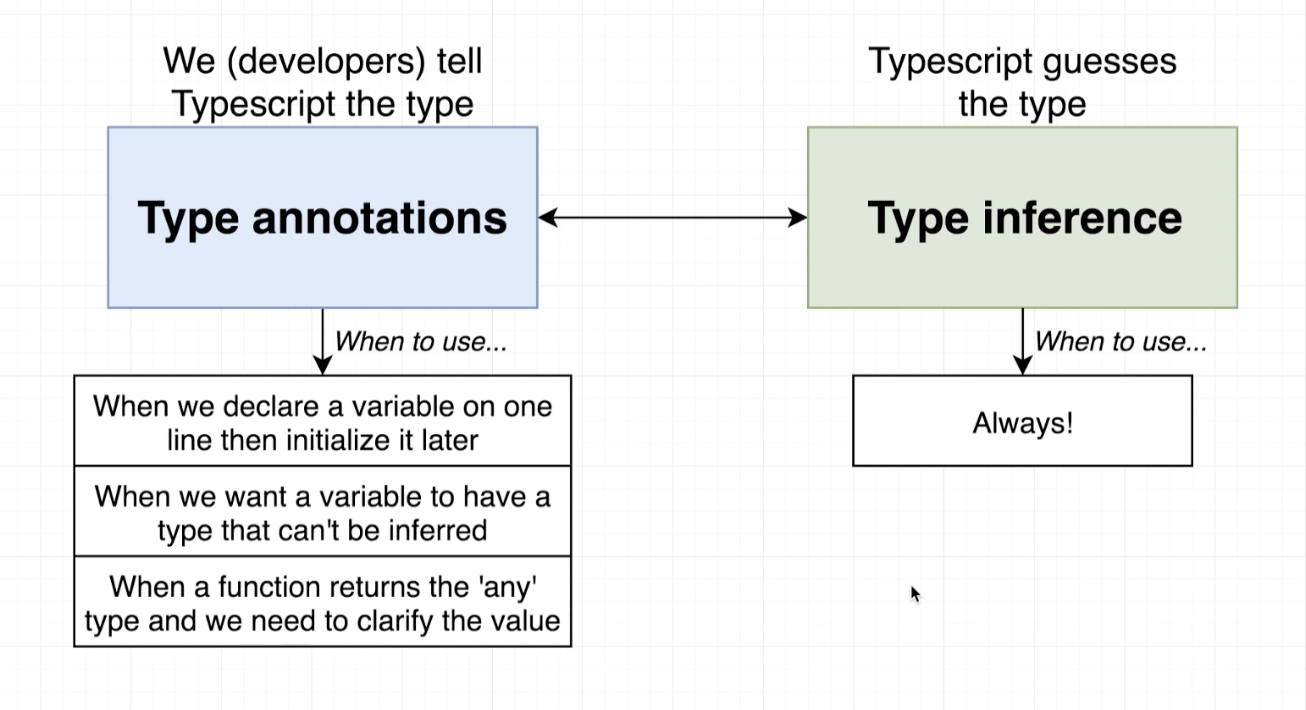 We (developers) tell
Typescript the type
Type annotations
When to use...
When we declare a variable on one
line then initialize it later
When we want a variable to have a
type that can't be inferred
When a function returns the 'any'
type and we need to clarify the value
Typescript guesses
the type
Type inference
When to use...
Always!